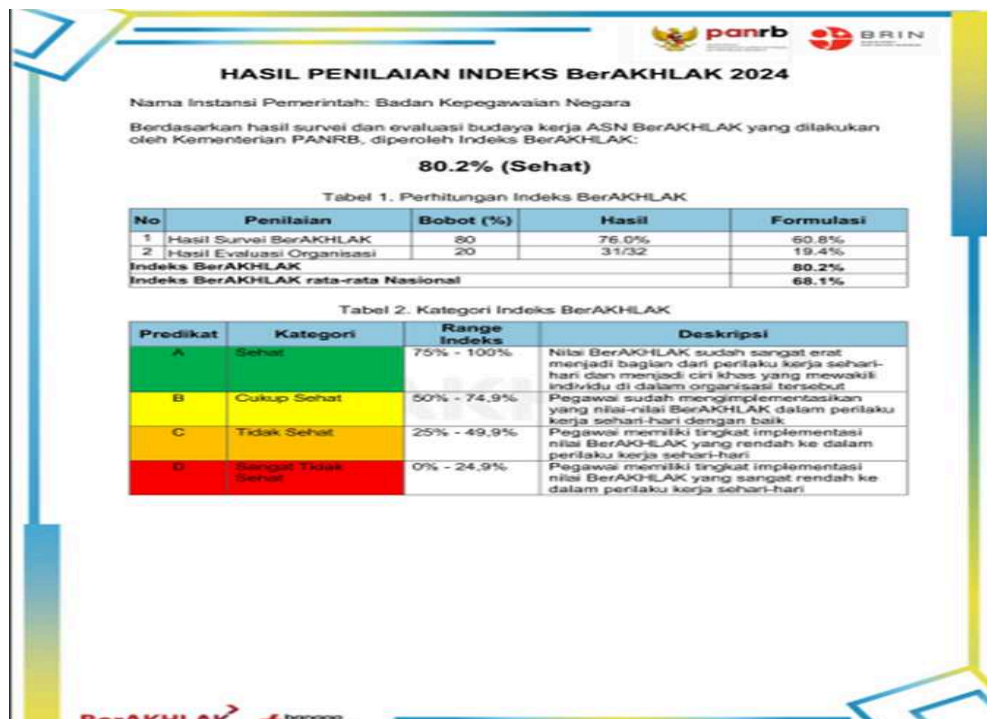 panrb
BRIN
HASIL PENILAIAN INDEKS BerAKHLAK 2024
Nama Instansi Pemerintah: Badan Kepegawaian Negara
Berdasarkan hasil survei dan evaluasi budaya kerja ASN BerAKHLAK yang dilakukan
oleh Kementerian PANRB, diperoleh Indeks BerAKHLAK:
80.2% (Sehat)
Tabel 1. Perhitungan Indeks BerAKHLAK
No Penilaian Bobot (%) Hasil Formulasi
1 Hasil Survei BerAKHLAK 80 76.0% 60.8%
2 Hasil Evaluasi Organisasi 20 31/32 19.4%
Indeks BerAKHLAK 80.2%
Indeks BerAKHLAK rata-rata Nasional 68.1%
Tabel 2. Kategori Indeks BerAKHLAK
Predikat Kategori Range Indeks Deskripsi
A Sehat 75% - 100% Nilai BerAKHLAK sudah sangat erat
menjadi bagian dari perilaku kerja sehari-
hari dan menjadi ciri khas yang mewakili
individu di dalam organisasi tersebut
B Cukup Sehat 50% - 74,9% Pegawai sudah mengimplementasikan
yang nilai-nilai BerAKHLAK dalam perilaku
kerja sehari-hari dengan baik
C Tidak Sehat 25% - 49,9% Pegawai memiliki tingkat implementasi
nilai BerAKHLAK yang rendah ke dalam
perilaku kerja sehari-hari
D Sangat Tidak Sehat 0% - 24,9% Pegawai memiliki tingkat implementasi
nilai BerAKHLAK yang sangat rendah ke
dalam perilaku kerja sehari-hari
BerAKHLAK